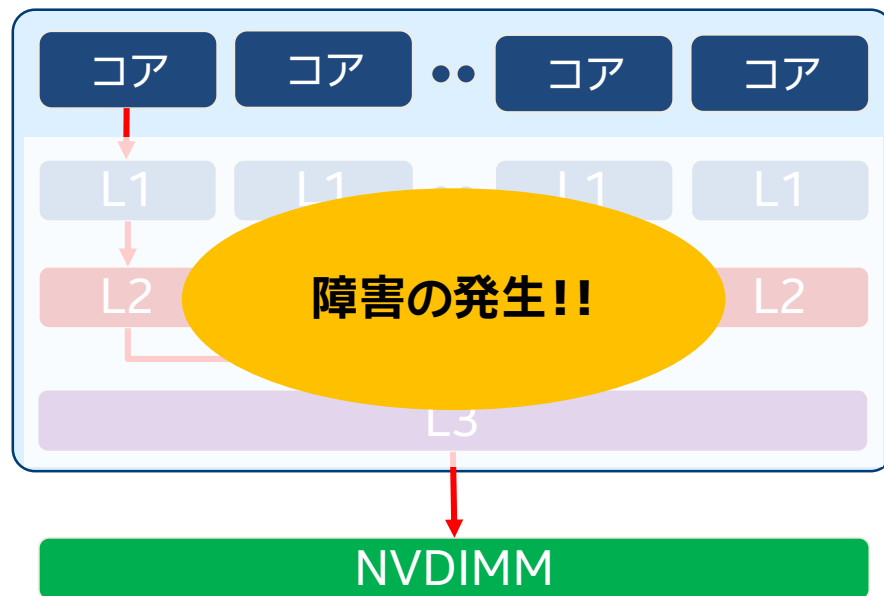 コア コア •• コア コア
L1 L1 L1 L1
L2 L2
障害の発生!!
L3
NVDIMM